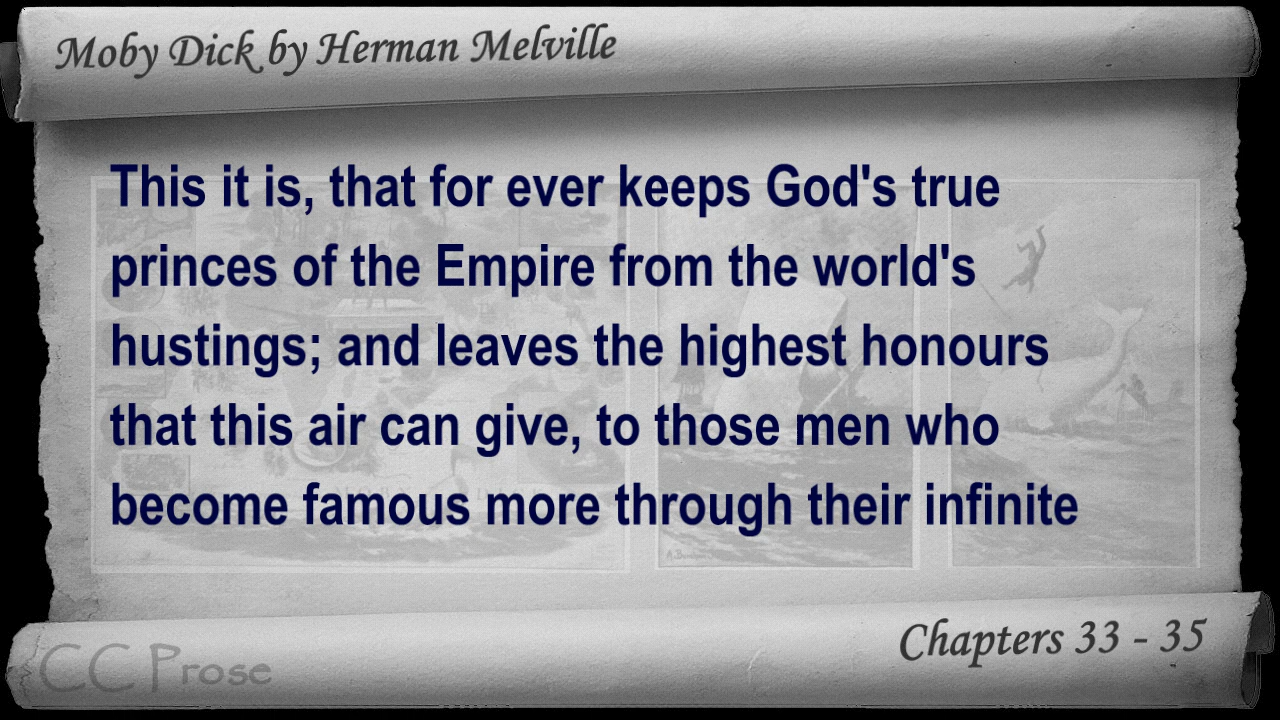 Moby Dick by Herman Melville
This it is, that for ever keeps God's true
princes of the Empire from the world's
hustings; and leaves the highest honours
that this air can give, to those men who
become famous more through their infinite
Chapters 33 - 35
CC Prose